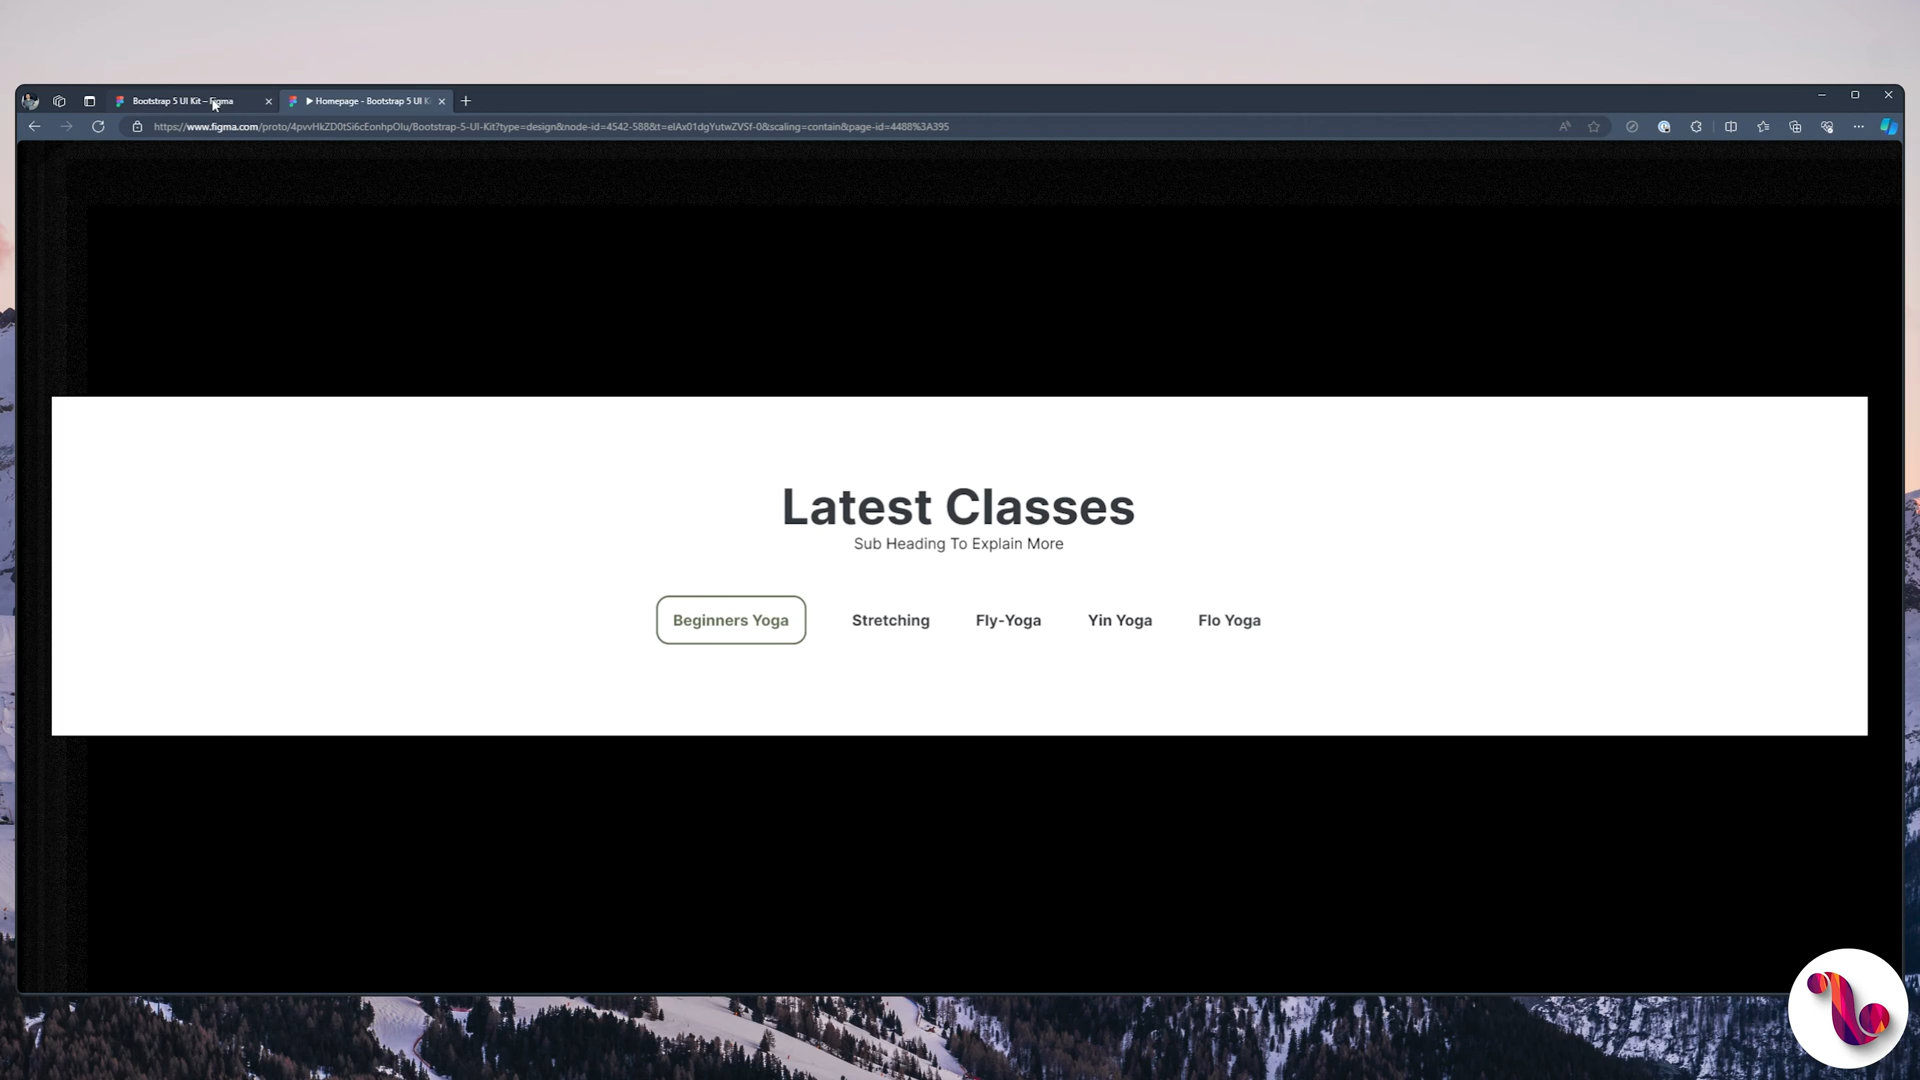 Bootstrap 5 UI Kit – Figma
Homepage - Bootstrap 5 UI Ki
https://www.figma.com/proto/4pvvHkZD0tSi6cEonhpOlu/Bootstrap-5-UI-Kit?type=design&node-id=4542-588&t=elAx01dgYutwZVSf-0&scaling=contain&page-id=4488%3A395
Latest Classes
Sub Heading To Explain More
Beginners Yoga Stretching Fly-Yoga Yin Yoga Flo Yoga